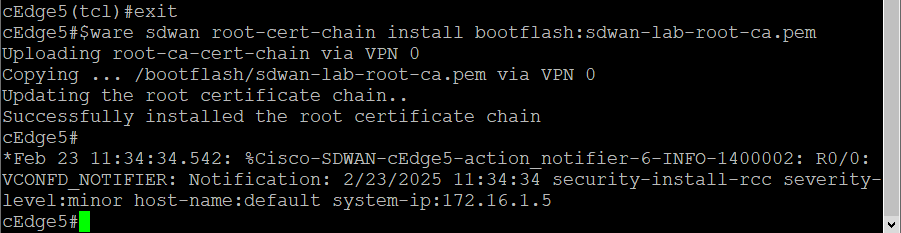 cEdge5(tcl)#exit
cEdge5#$ware sdwan root-cert-chain install bootflash:sdwan-lab-root-ca.pem
Uploading root-ca-cert-chain via VPN 0
Copying ... /bootflash/sdwan-lab-root-ca.pem via VPN 0
Updating the root certificate chain..
Successfully installed the root certificate chain
cEdge5#
*Feb 23 11:34:34.542: %Cisco-SDWAN-cEdge5-action_notifier-6-INFO-1400002: R0/0:
VCONFD_NOTIFIER: Notification: 2/23/2025 11:34:34 security-install-rcc severity-
level:minor host-name:default system-ip:172.16.1.5
cEdge5#